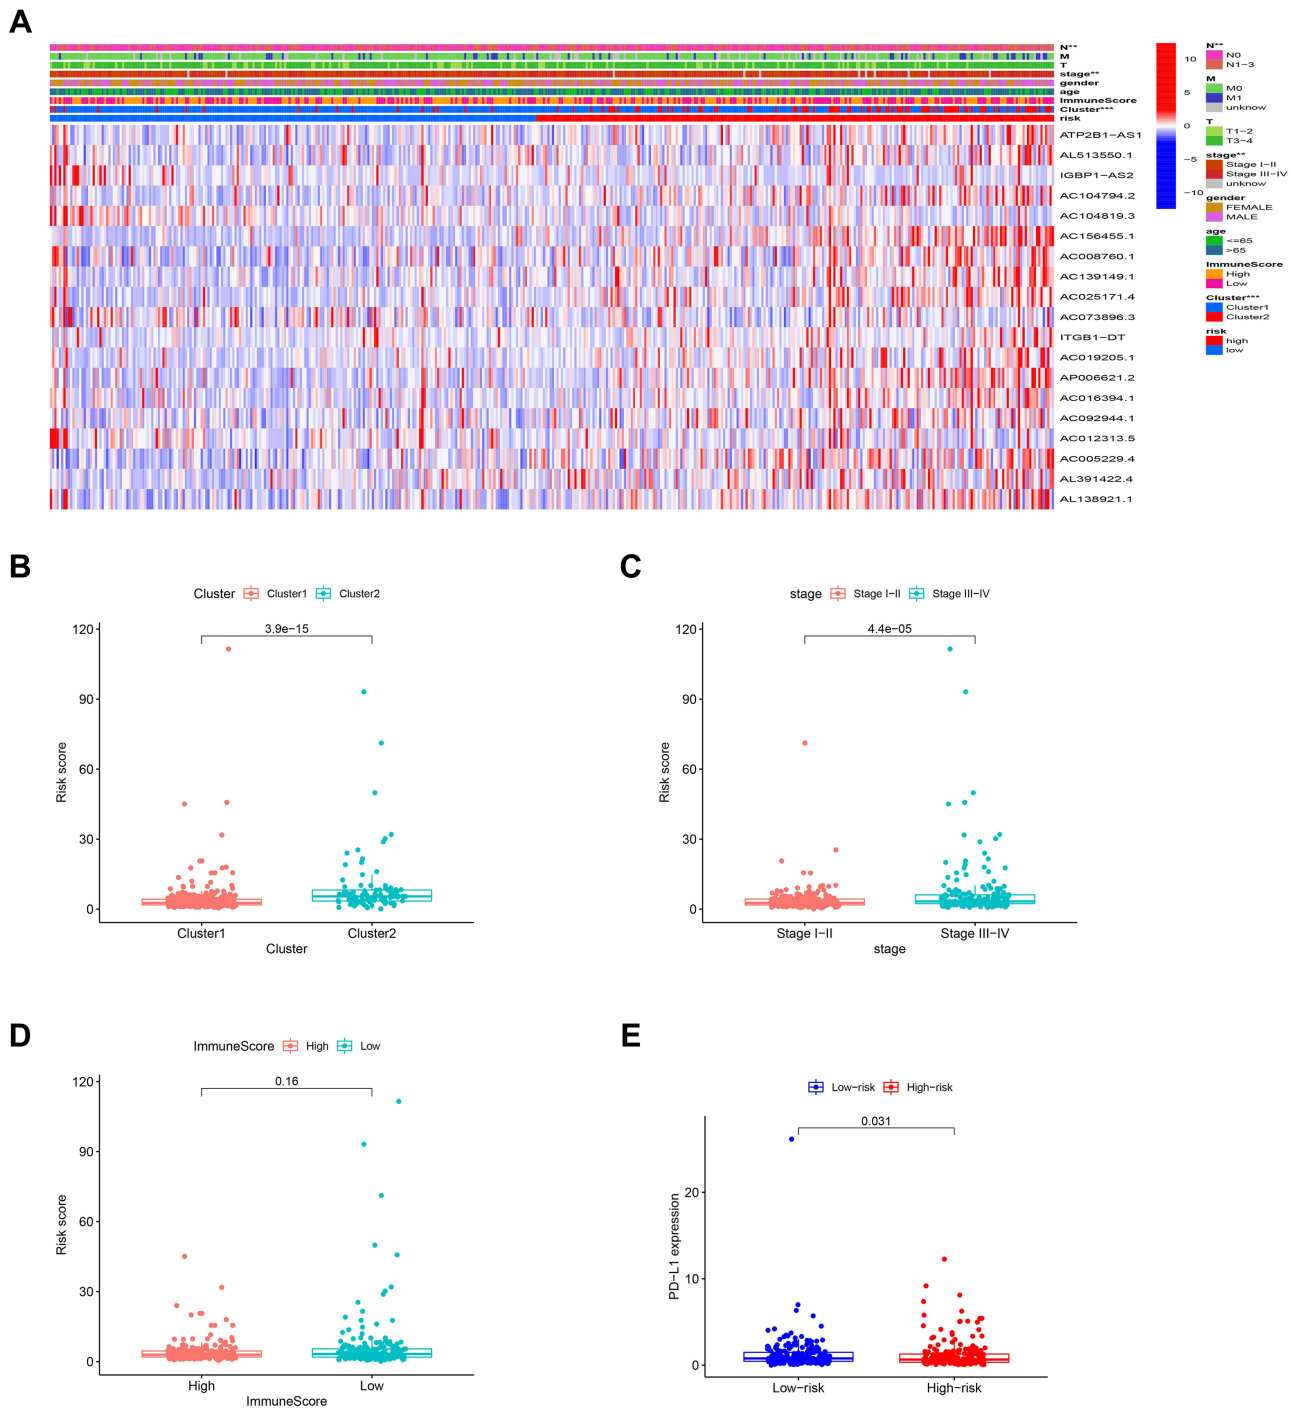 A
N**
M
T
stage**
gender
age
ImmuneScore
Cluster***
risk
ATP2B1−AS1
AL513550.1
IGBP1−AS2
AC104794.2
AC104819.3
AC156455.1
AC008760.1
AC139149.1
AC025171.4
AC073896.3
ITGB1−DT
AC019205.1
AP006621.2
AC016394.1
AC092944.1
AC012313.5
AC005229.4
AL391422.4
AL138921.1
10
5
0
−5
−10
N**
N0
N1−3
M
M0
M1
unknow
T
T1−2
T3−4
stage**
Stage I−II
Stage III−IV
unknow
gender
FEMALE
MALE
age
<=65
>65
ImmuneScore
High
Low
Cluster***
Cluster1
Cluster2
risk
high
low
B
Cluster Cluster1 Cluster2
3.9e−15
120
90
60
30
0
Risk score
Cluster1 Cluster2
Cluster
C
stage Stage I−II Stage III−IV
4.4e−05
120
90
60
30
0
Risk score
Stage I−II Stage III−IV
stage
D
ImmuneScore High Low
0.16
120
90
60
30
0
Risk score
High Low
ImmuneScore
E
Low−risk High−risk
0.031
20
10
0
PD−L1 expression
Low−risk High−risk